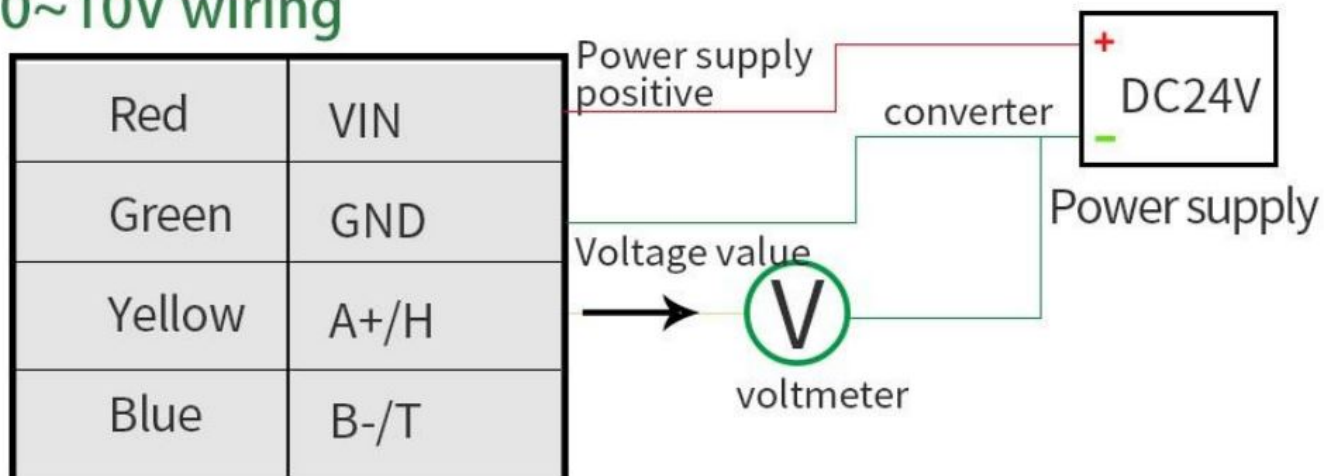 0~10V wiring
Red VIN
Green GND
Yellow A+/H
Blue B-/T
Power supply
positive
converter
+
DC24V
-
Power supply
Voltage value
V
voltmeter